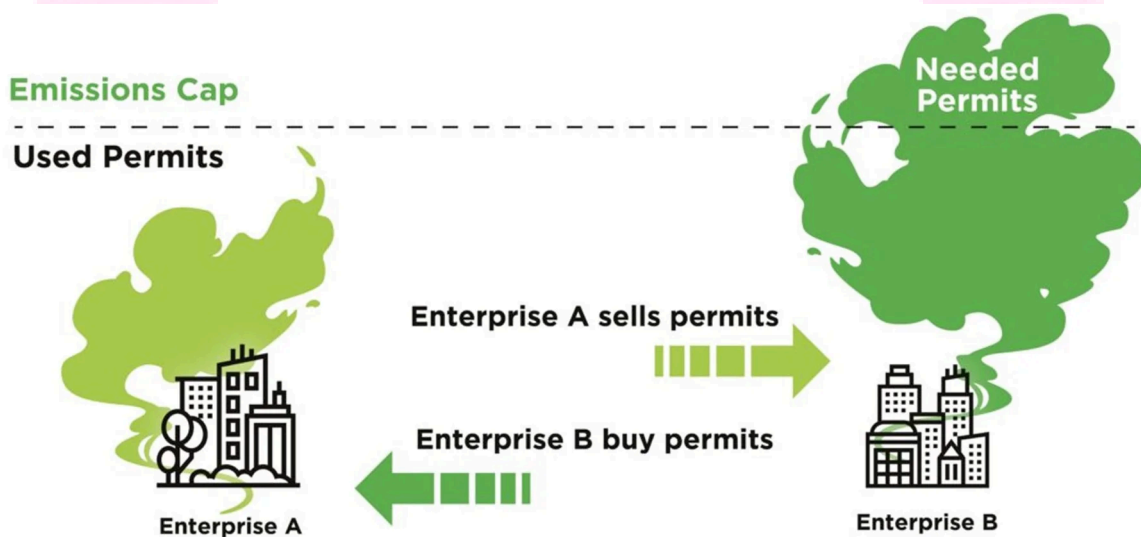 Emissions Cap
Needed
Permits
Used Permits
Enterprise A sells permits
Enterprise B buy permits
Enterprise A
Enterprise B